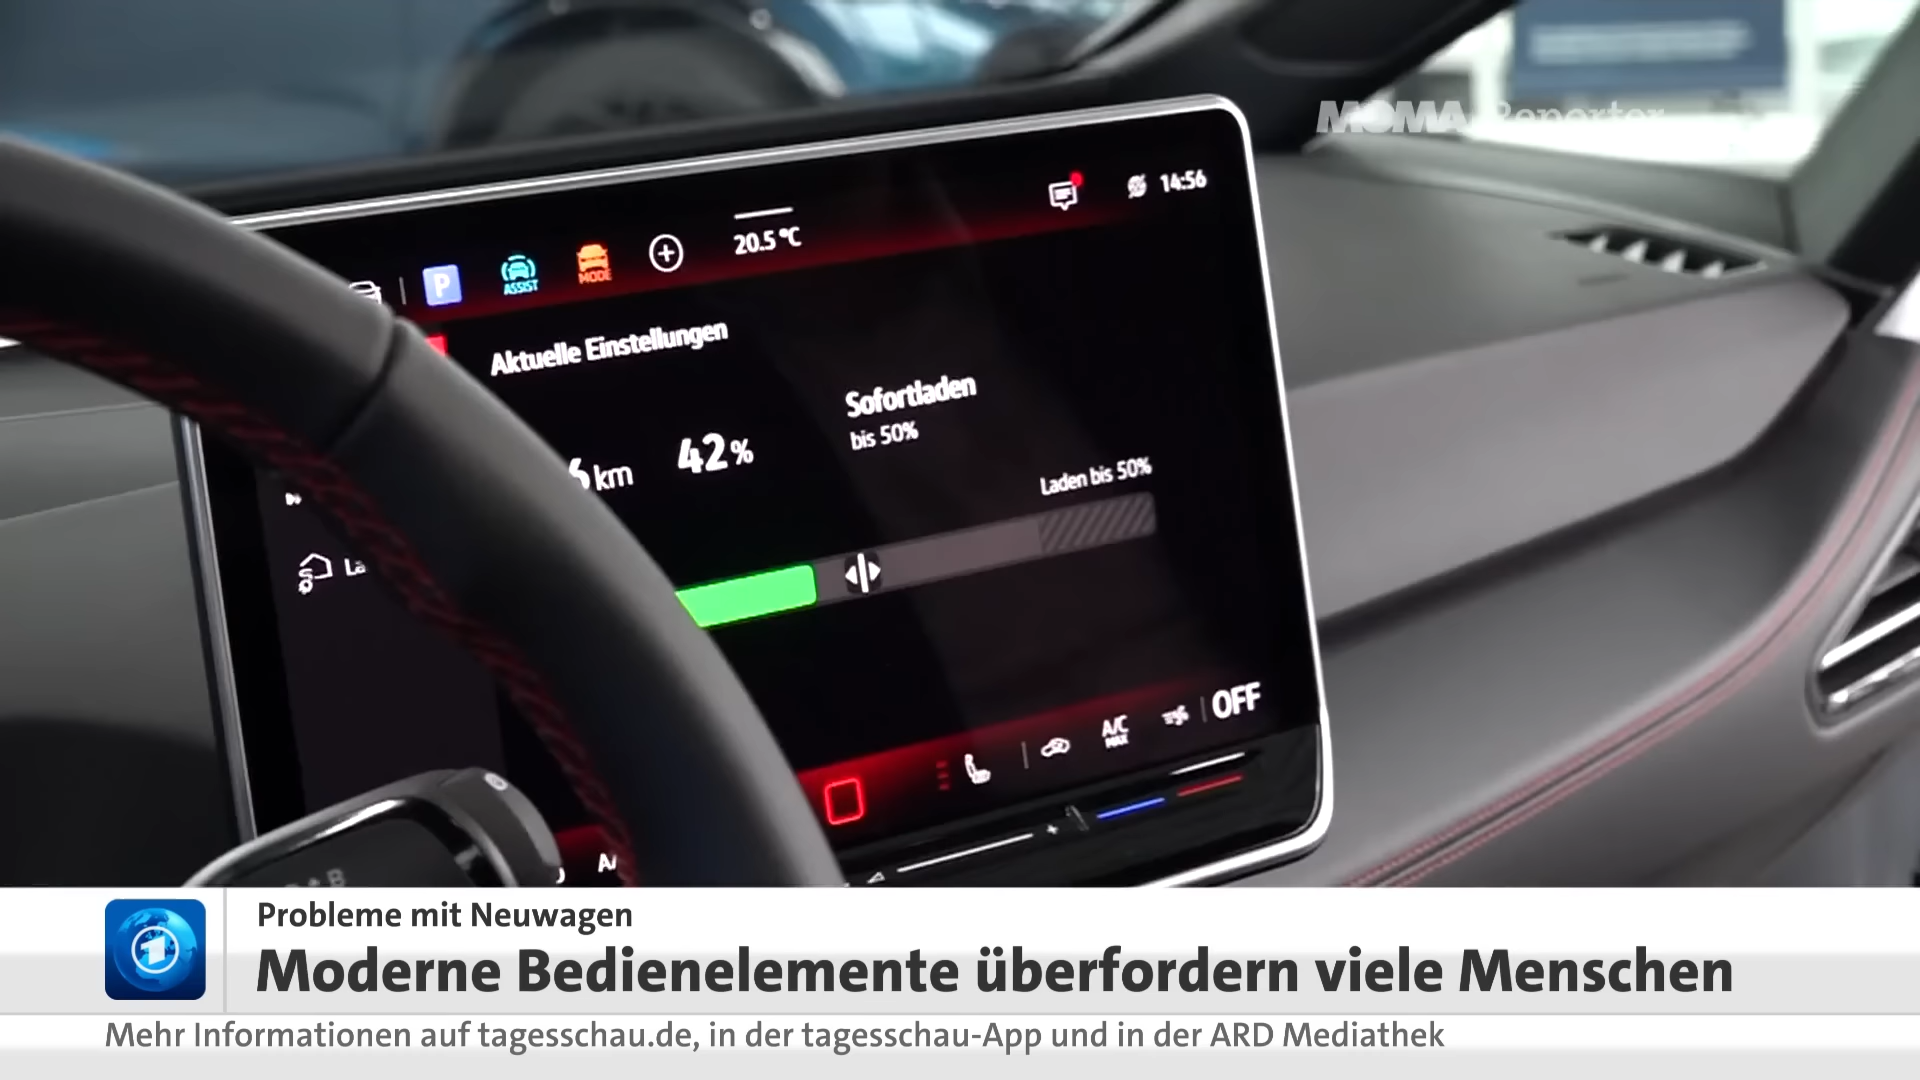 MOMA Reporter
14:56
20.5 °C
P
ASSIST
MODE
Aktuelle Einstellungen
Sofortladen
bis 50%
km
42%
Laden bis 50%
OFF
A/C
MAX
Probleme mit Neuwagen
Moderne Bedienelemente überfordern viele Menschen
Mehr Informationen auf tagesschau.de, in der tagesschau-App und in der ARD Mediathek